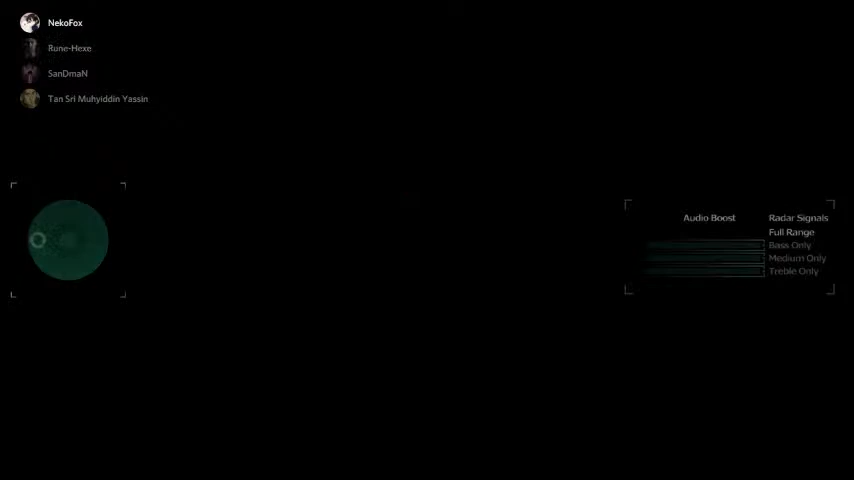 NekoFox
Rune-Hexe
SanDmaN
Tan Sri Muhyiddin Yassin
Audio Boost
Radar Signals
Full Range
Bass Only
Medium Only
Treble Only